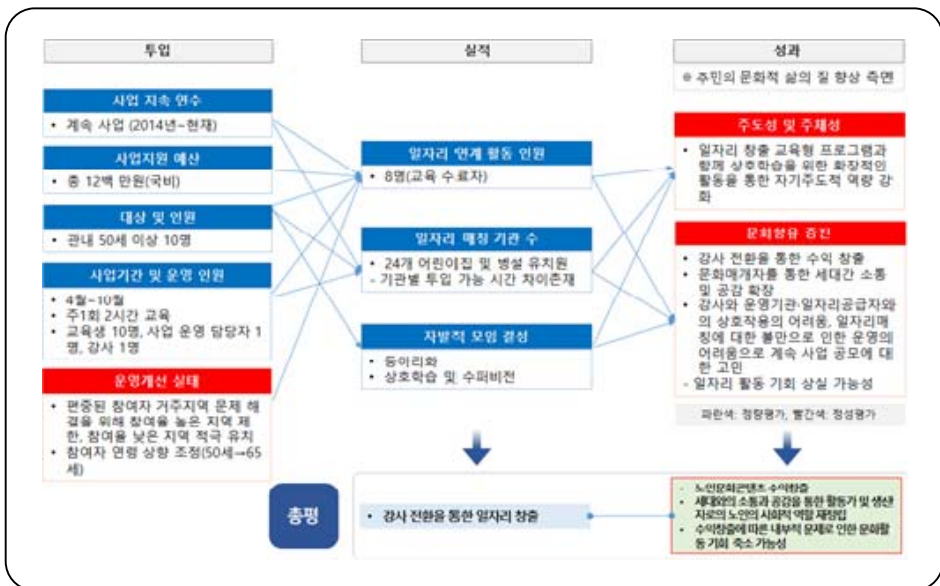 투입
사업 지속 연수
• 계속 사업 (2014년~현재)
사업지원 예산
• 총 12백 만원(국비)
대상 및 인원
• 관내 50세 이상 10명
사업기간 및 운영 인원
• 4월~10월
• 주1회 2시간 교육
• 교육생 10명, 사업 운영 담당자 1
명, 강사 1명
운영개선 실태
• 편중된 참여자 거주지역 문제 해
결을 위해 참여율 높은 지역 제
한, 참여율 낮은 지역 적극 유치
• 참여자 연령 상향 조정(50세→65
세)
실적
일자리 연계 활동 인원
• 8명(교육 수료자)
일자리 매칭 기관 수
• 24개 어린이집 및 병설 유치원
- 기관별 투입 가능 시간 차이존재
자발적 모임 결성
• 동아리화
• 상호학습 및 수퍼비전
성과
※ 주민의 문화적 삶의 질 향상 측면
주도성 및 주체성
• 일자리 창출 교육형 프로그램과
함께 상호학습을 위한 확장적인
활동을 통한 자기주도적 역량 강
화
문화향유 증진
• 강사 전환을 통한 수익 창출
• 문화매개자를 통한 세대간 소통
및 공감 확장
• 강사와 운영기관·일자리공급자와
의 상호작용의 어려움, 일자리매
칭에 대한 불만으로 인한 운영의
어려움으로 계속 사업 공모에 대
한 고민
- 일자리 활동 기회 상실 가능성
파란색: 정량평가, 빨간색: 정성평가
총평
• 강사 전환을 통한 일자리 창출
• 노인문화콘텐츠 수익창출
• 세대와의 소통과 공감을 통한 활동가 및 생산
자로의 노인의 사회적 역할 재정립
• 수익창출에 따른 내부적 문제로 인한 문화활
동 기회 축소 가능성